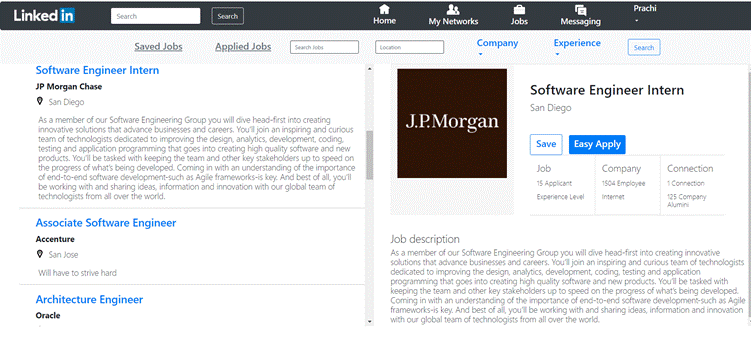 Linked in
Search
Search
Home
My Networks
Jobs
Messaging
Prachi
Saved Jobs
Applied Jobs
Search Jobs
Location
Company
Experience
Search
Software Engineer Intern
JP Morgan Chase
San Diego
As a member of our Software Engineering Group you will dive head-first into creating
innovative solutions that advance businesses and careers. You'll join an inspiring and curious
team of technologists dedicated to improving the design, analytics, development, coding,
testing and application programming that goes into creating high quality software and new
products. You'll be tasked with keeping the team and other key stakeholders up to speed on
the progress of what's being developed. Coming in with an understanding of the importance
of end-to-end software development-such as Agile frameworks-is key. And best of all, you'll
be working with and sharing ideas, information and innovation with our global team of
technologists from all over the world.
Associate Software Engineer
Accenture
San Jose
Will have to strive hard
Architecture Engineer
Oracle
J.P.Morgan
Software Engineer Intern
San Diego
Save
Easy Apply
Job
15 Applicant
Experience Level
Company
1504 Employee
Internet
Connection
1 Connection
125 Company
Alumini
Job description
As a member of our Software Engineering Group you will dive head-first into creating innovative
solutions that advance businesses and careers. You'll join an inspiring and curious team of technologists
dedicated to improving the design, analytics, development, coding, testing and application
programming that goes into creating high quality software and new products. You'll be tasked with
keeping the team and other key stakeholders up to speed on the progress of what's being developed.
Coming in with an understanding of the importance of end-to-end software development-such as Agile
frameworks-is key. And best of all, you'll be working with and sharing ideas, information and innovation
with our global team of technologists from all over the world.